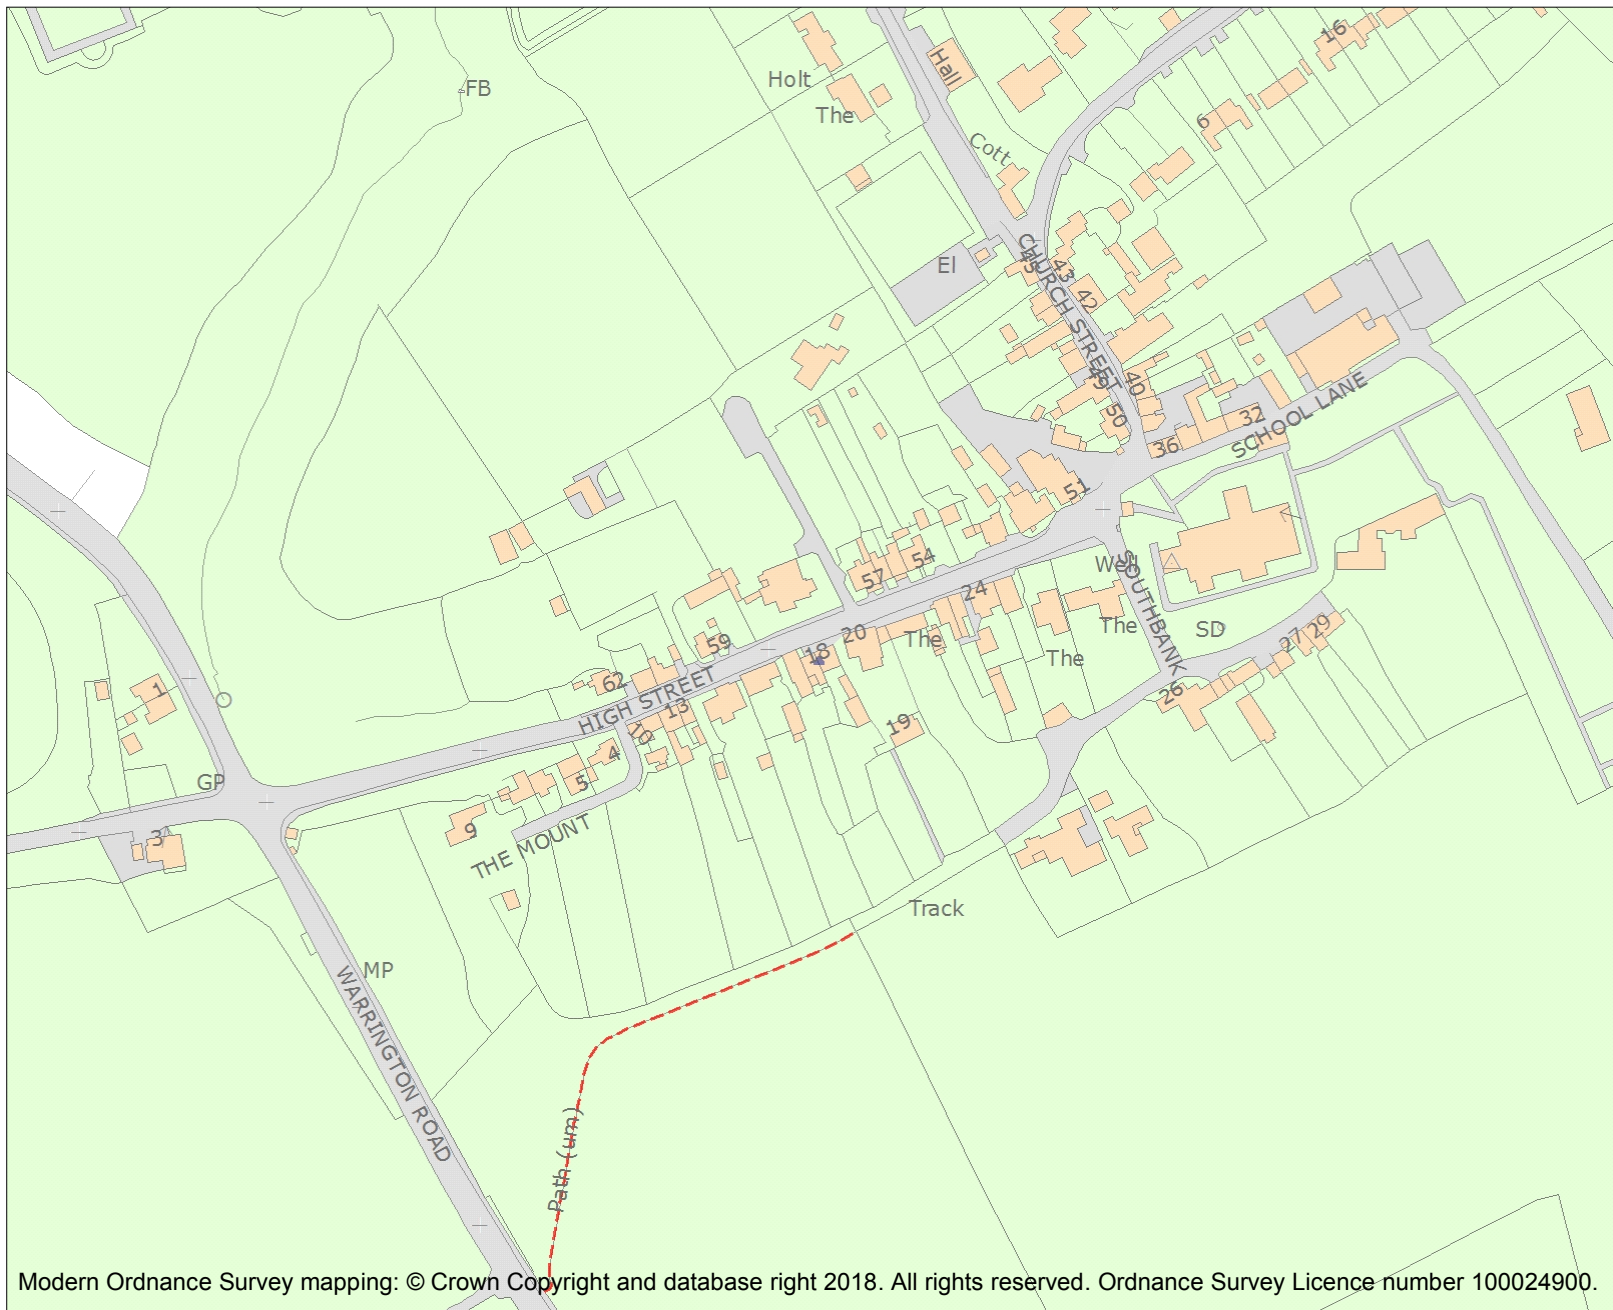 16
Hall
Holt
FB
The
6
Cott
CHURCH STREET
45
43
El
42
49
40
50
32
SCHOOL LANE
36
51
54
57
Well
SOUTHBANK
24
The
SD
20
The
27
29
59
18
The
1
62
HIGH STREET
13
26
10
19
4
GP
5
3
9
THE MOUNT
Track
MP
WARRINGTON ROAD
Path (um)
Modern Ordnance Survey mapping: © Crown Copyright and database right 2018. All rights reserved. Ordnance Survey Licence number 100024900.